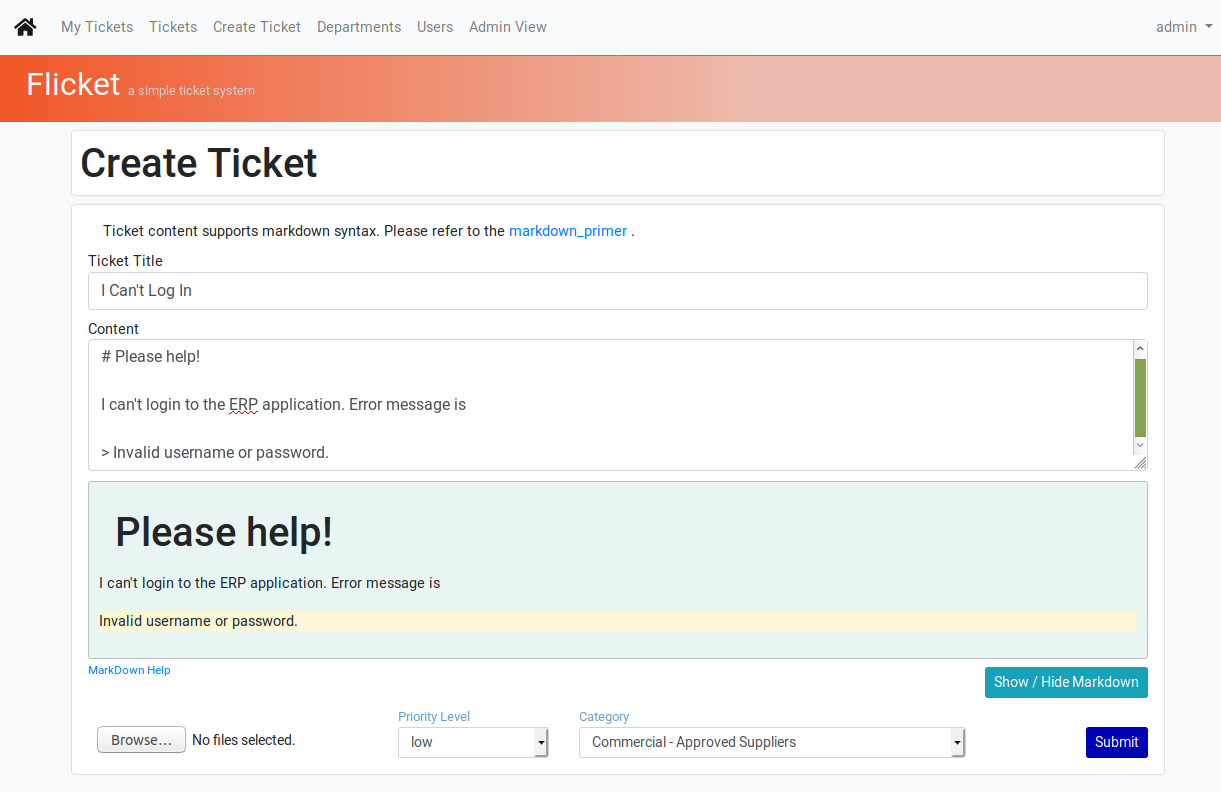 My Tickets Tickets Create Ticket Departments Users Admin View admin
Flicket a simple ticket system
Create Ticket
Ticket content supports markdown syntax. Please refer to the markdown_primer .
Ticket Title
I Can't Log In
Content
# Please help!
I can't login to the ERP application. Error message is
> Invalid username or password.
Please help!
I can't login to the ERP application. Error message is
Invalid username or password.
MarkDown Help
Show / Hide Markdown
Priority Level Category
Browse... No files selected. low Commercial - Approved Suppliers Submit